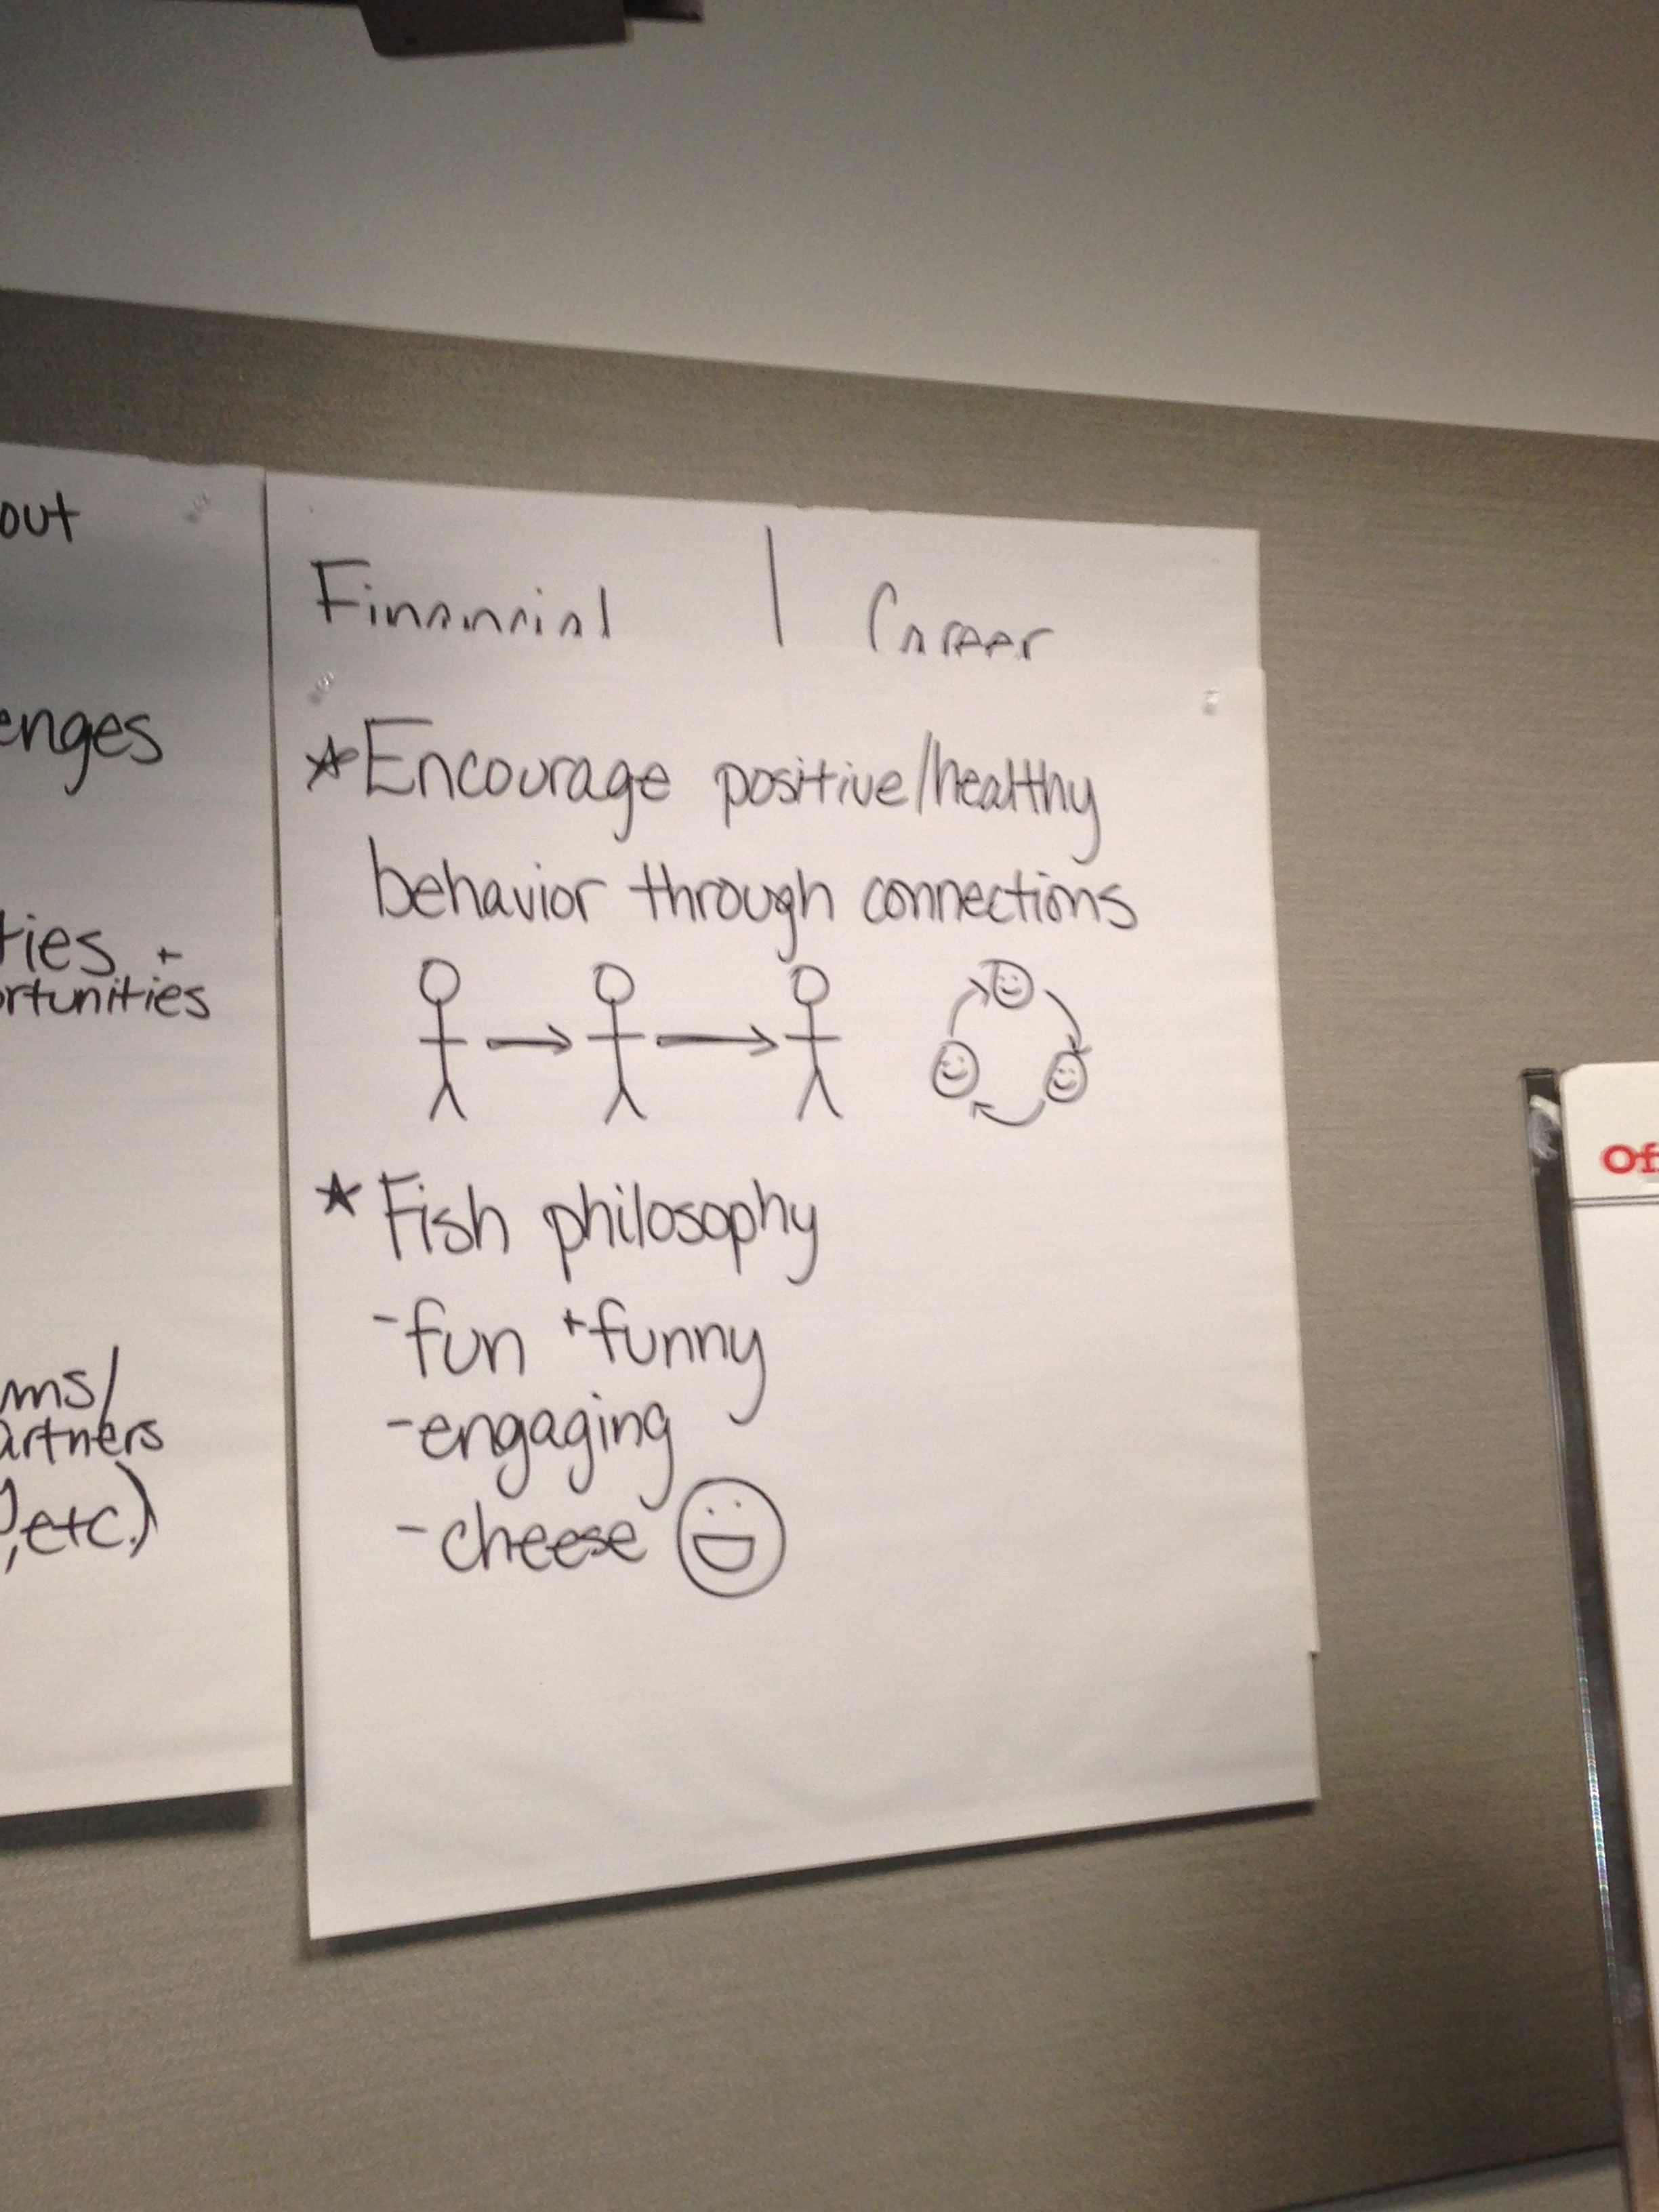 out
enges
ties +
ortunities
ms/
artners
, etc.)
Financial | Career
★ Encourage positive/healthy
behavior through connections
★ Fish philosophy
- fun + funny
- engaging
- cheese
Of